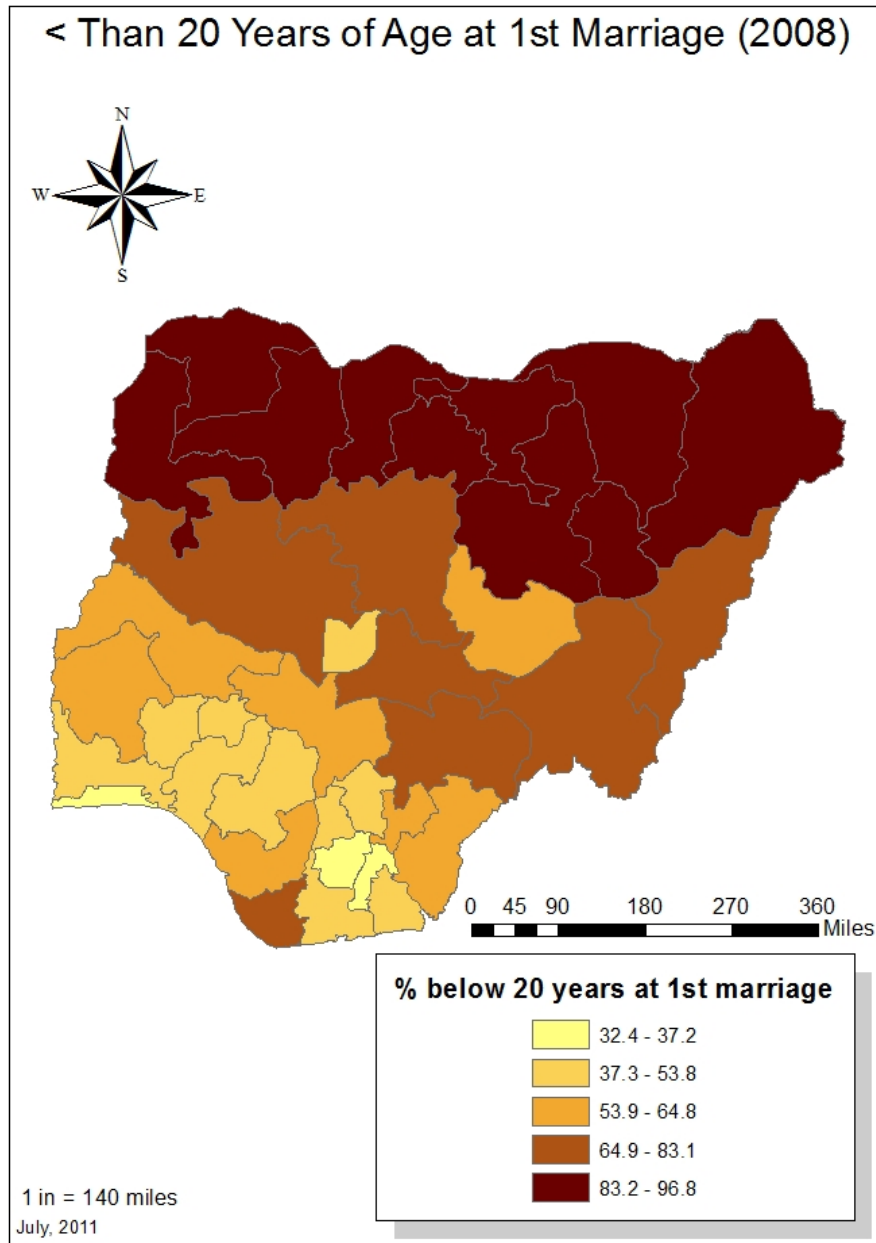 < Than 20 Years of Age at 1st Marriage (2008)
N
W E
S
0 45 90 180 270 360
Miles
% below 20 years at 1st marriage
32.4 - 37.2
37.3 - 53.8
53.9 - 64.8
64.9 - 83.1
83.2 - 96.8
1 in = 140 miles
July, 2011